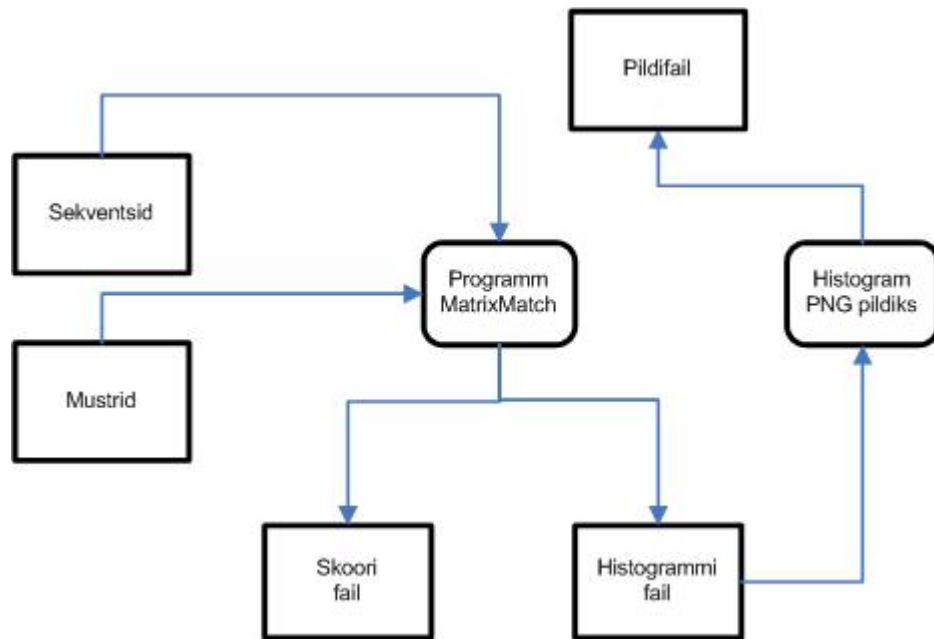 Pildifail
Sekventsid
Programm
MatrixMatch
Histogram
PNG pildiks
Mustrid
Skoori
fail
Histogrammi
fail